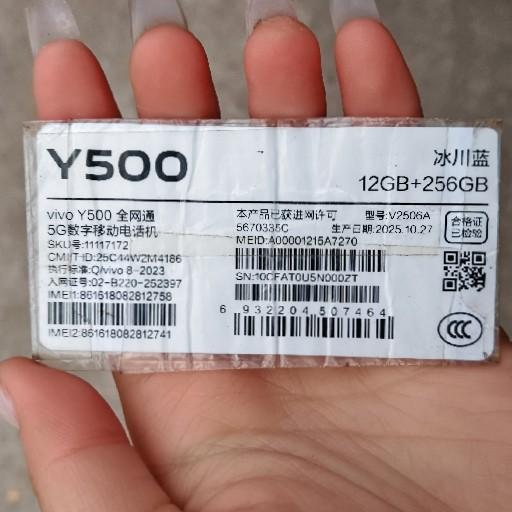 Y500
冰川蓝
12GB+256GB
vivo Y500 全网通
5G数字移动电话机
SKU号:11117172
CMIIT ID:25C44W2M4186
执行标准:Q/vivo 8-2023
入网证号:02-B220-252397
IMEI1:861618082812758
IMEI2:861618082812741
本产品已获进网许可 型号:V2506A
5670335C 生产日期:2025.10.27
MEID:A00001215A7270
SN:10CFAT0U5N000ZT
6 932204 507464
合格证
已检验
CCC